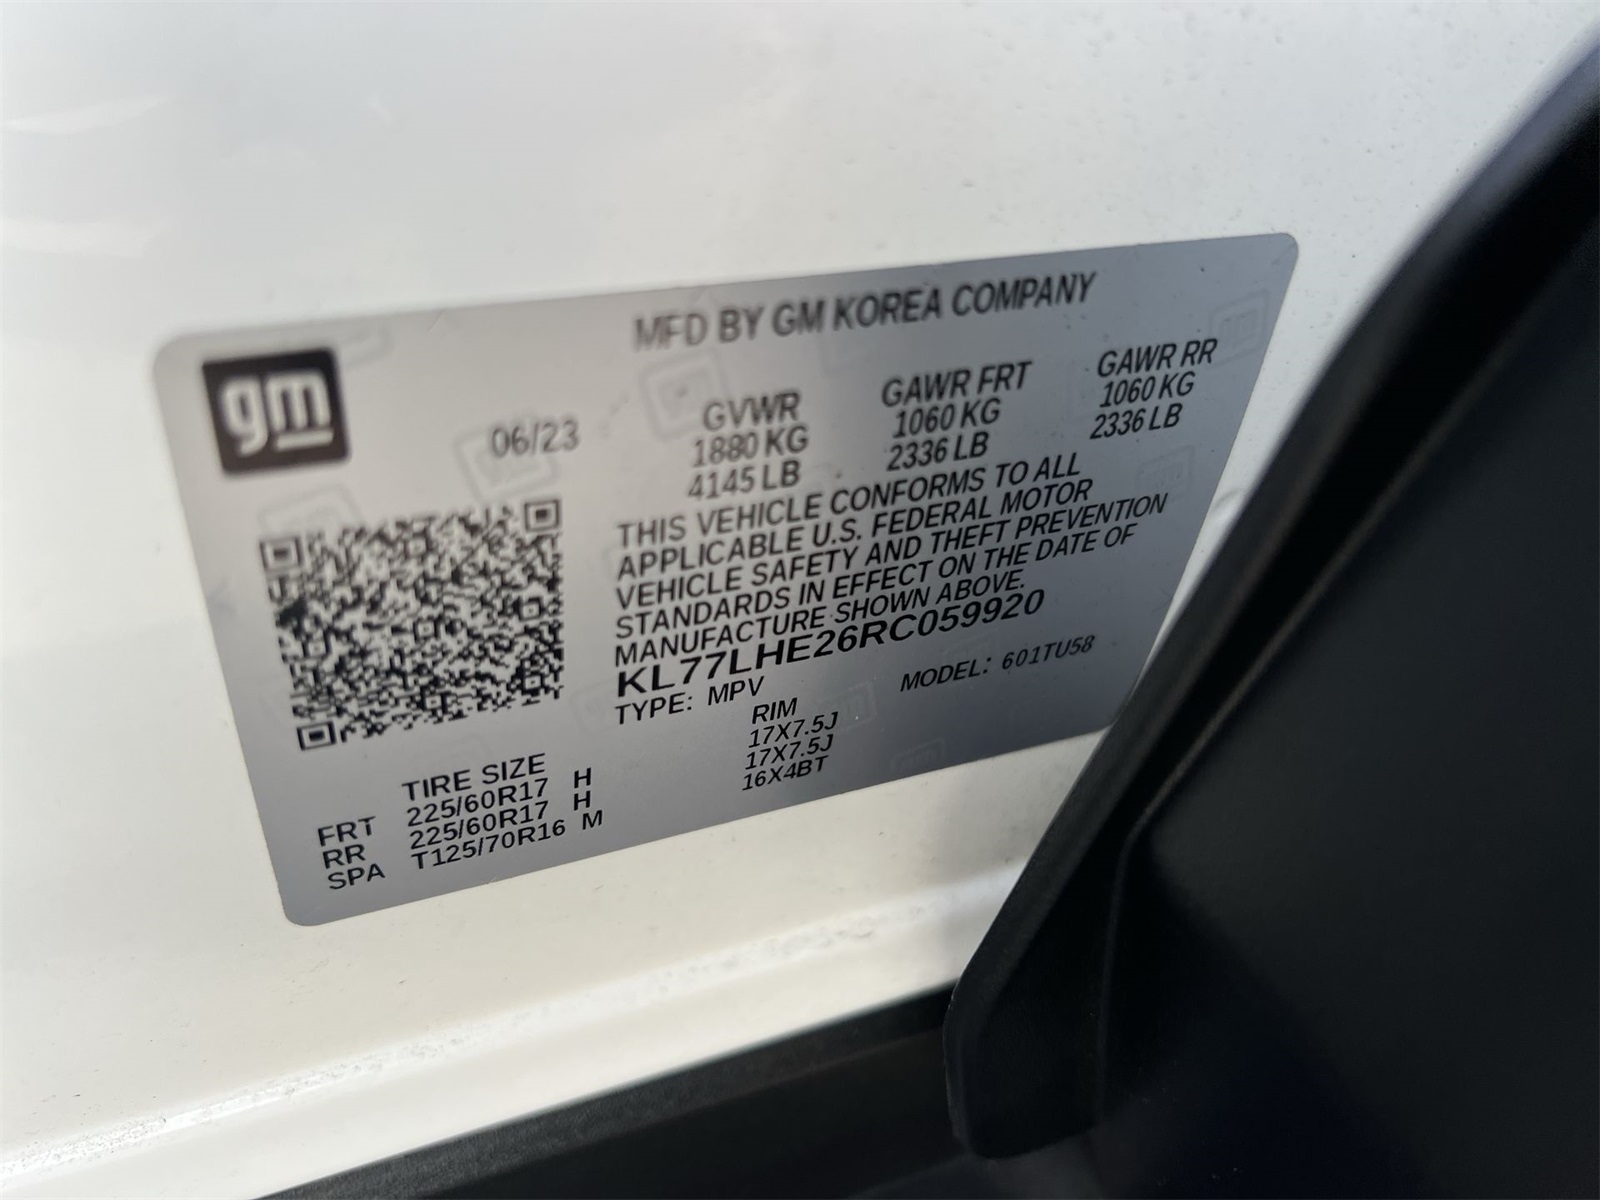 gm
MFD BY GM KOREA COMPANY
06/23
GVWR GAWR FRT GAWR RR
1880 KG 1060 KG 1060 KG
4145 LB 2336 LB 2336 LB
THIS VEHICLE CONFORMS TO ALL
APPLICABLE U.S. FEDERAL MOTOR
VEHICLE SAFETY AND THEFT PREVENTION
STANDARDS IN EFFECT ON THE DATE OF
MANUFACTURE SHOWN ABOVE.
KL77LHE26RC059920
TYPE: MPV MODEL: 601TU58
TIRE SIZE RIM
FRT 225/60R17 H 17X7.5J
RR 225/60R17 H 17X7.5J
SPA T125/70R16 M 16X4BT